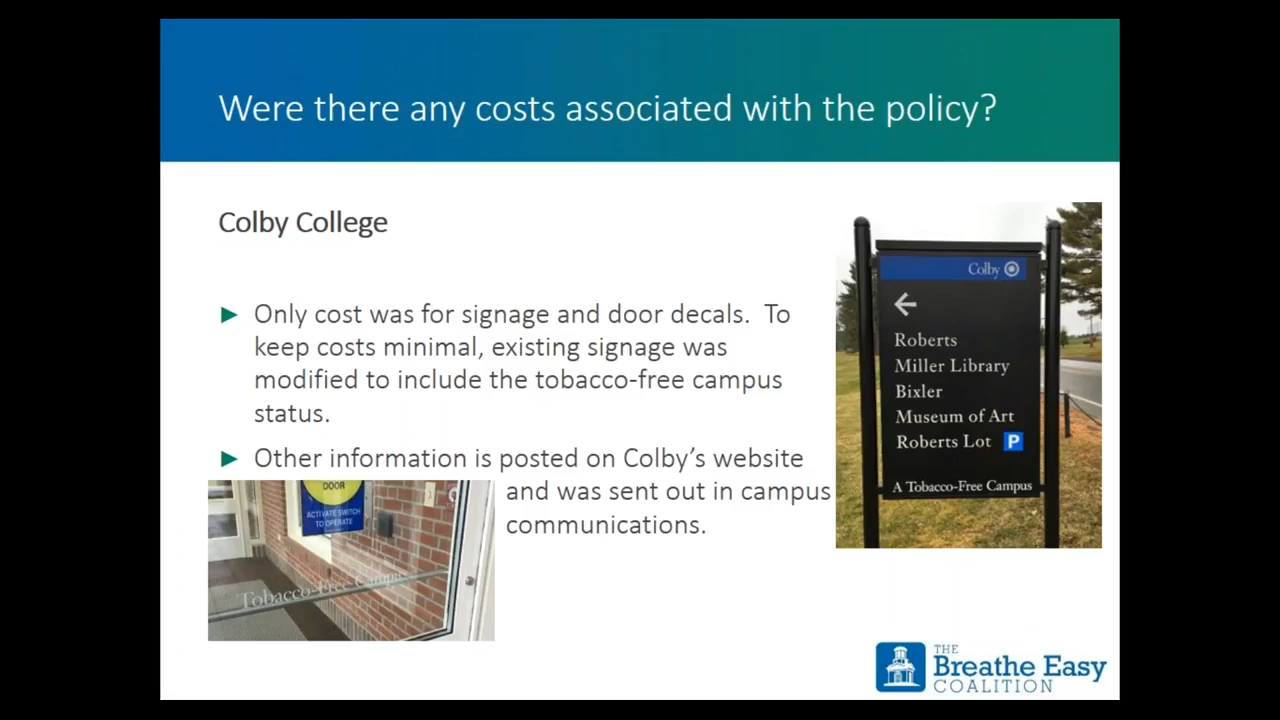 Were there any costs associated with the policy?
Colby College
Only cost was for signage and door decals. To
keep costs minimal, existing signage was
modified to include the tobacco-free campus
status.
Other information is posted on Colby's website
and was sent out in campus
communications.
Colby
Roberts
Miller Library
Bixler
Museum of Art
Roberts Lot P
A Tobacco-Free Campus
DOOR
ACTIVATE SWITCH
TO OPERATE
Tobacco-Free Campus
THE
Breathe Easy
COALITION